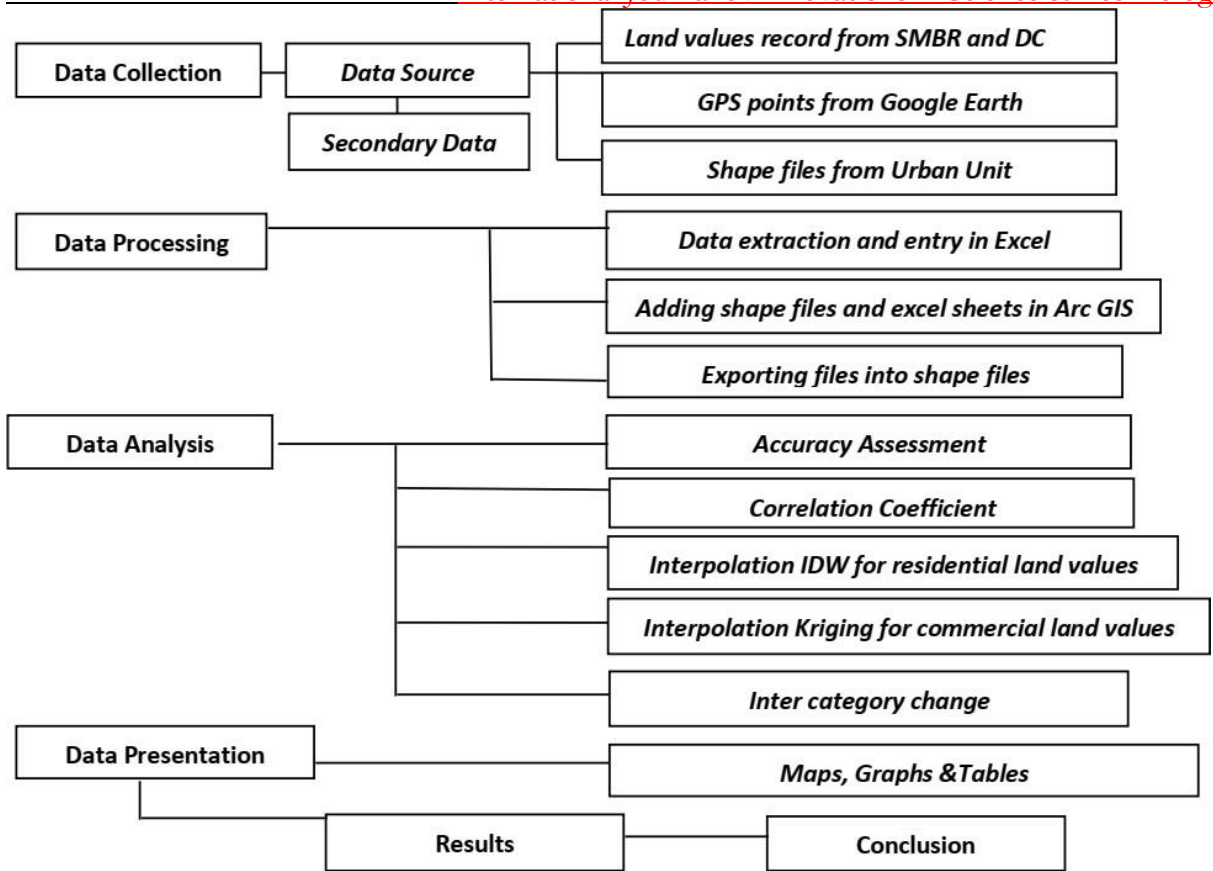 Land values record from SMBR and DC
Data Collection
Data Source
GPS points from Google Earth
Secondary Data
Shape files from Urban Unit
Data Processing
Data extraction and entry in Excel
Adding shape files and excel sheets in Arc GIS
Exporting files into shape files
Data Analysis
Accuracy Assessment
Correlation Coefficient
Interpolation IDW for residential land values
Interpolation Kriging for commercial land values
Inter category change
Data Presentation
Maps, Graphs &Tables
Results
Conclusion